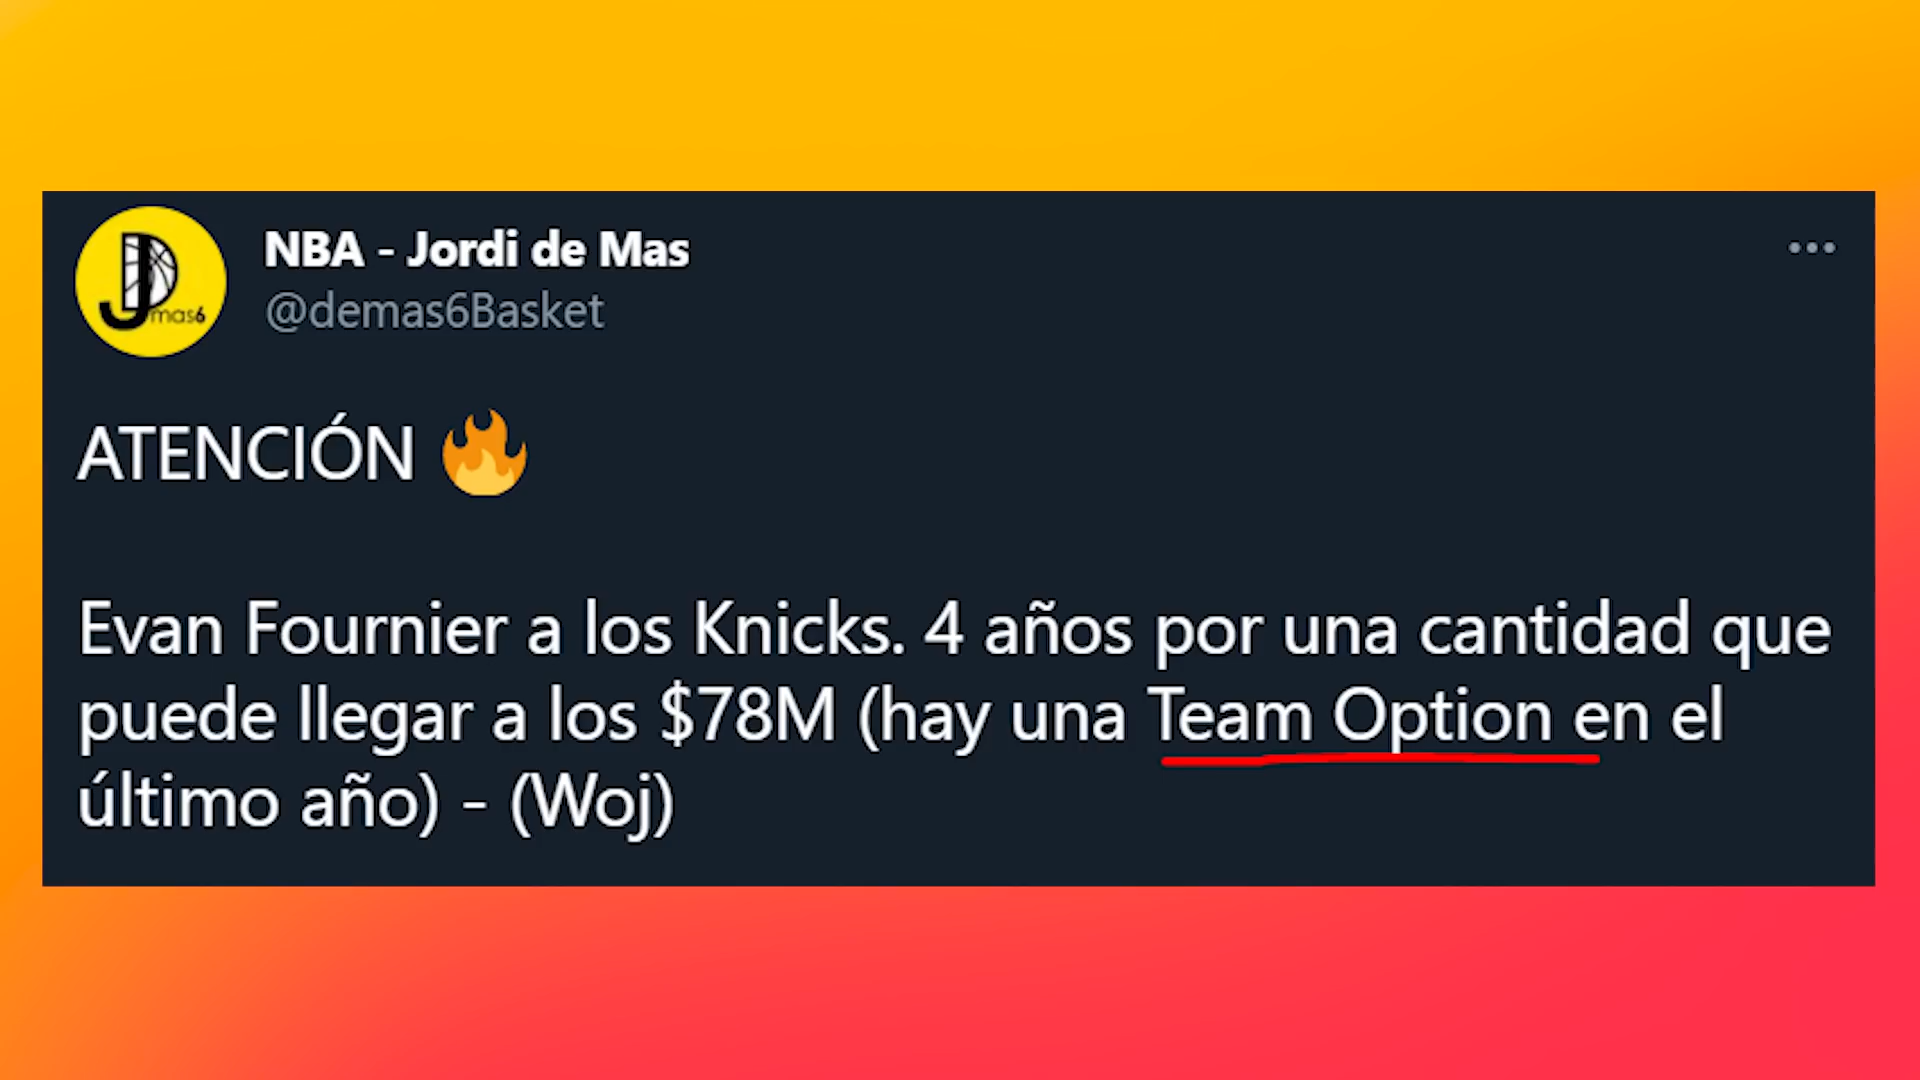 NBA - Jordi de Mas
@demas6Basket
JDmas6
ATENCIÓN 🔥
Evan Fournier a los Knicks. 4 años por una cantidad que
puede llegar a los $78M (hay una Team Option en el
último año) - (Woj)